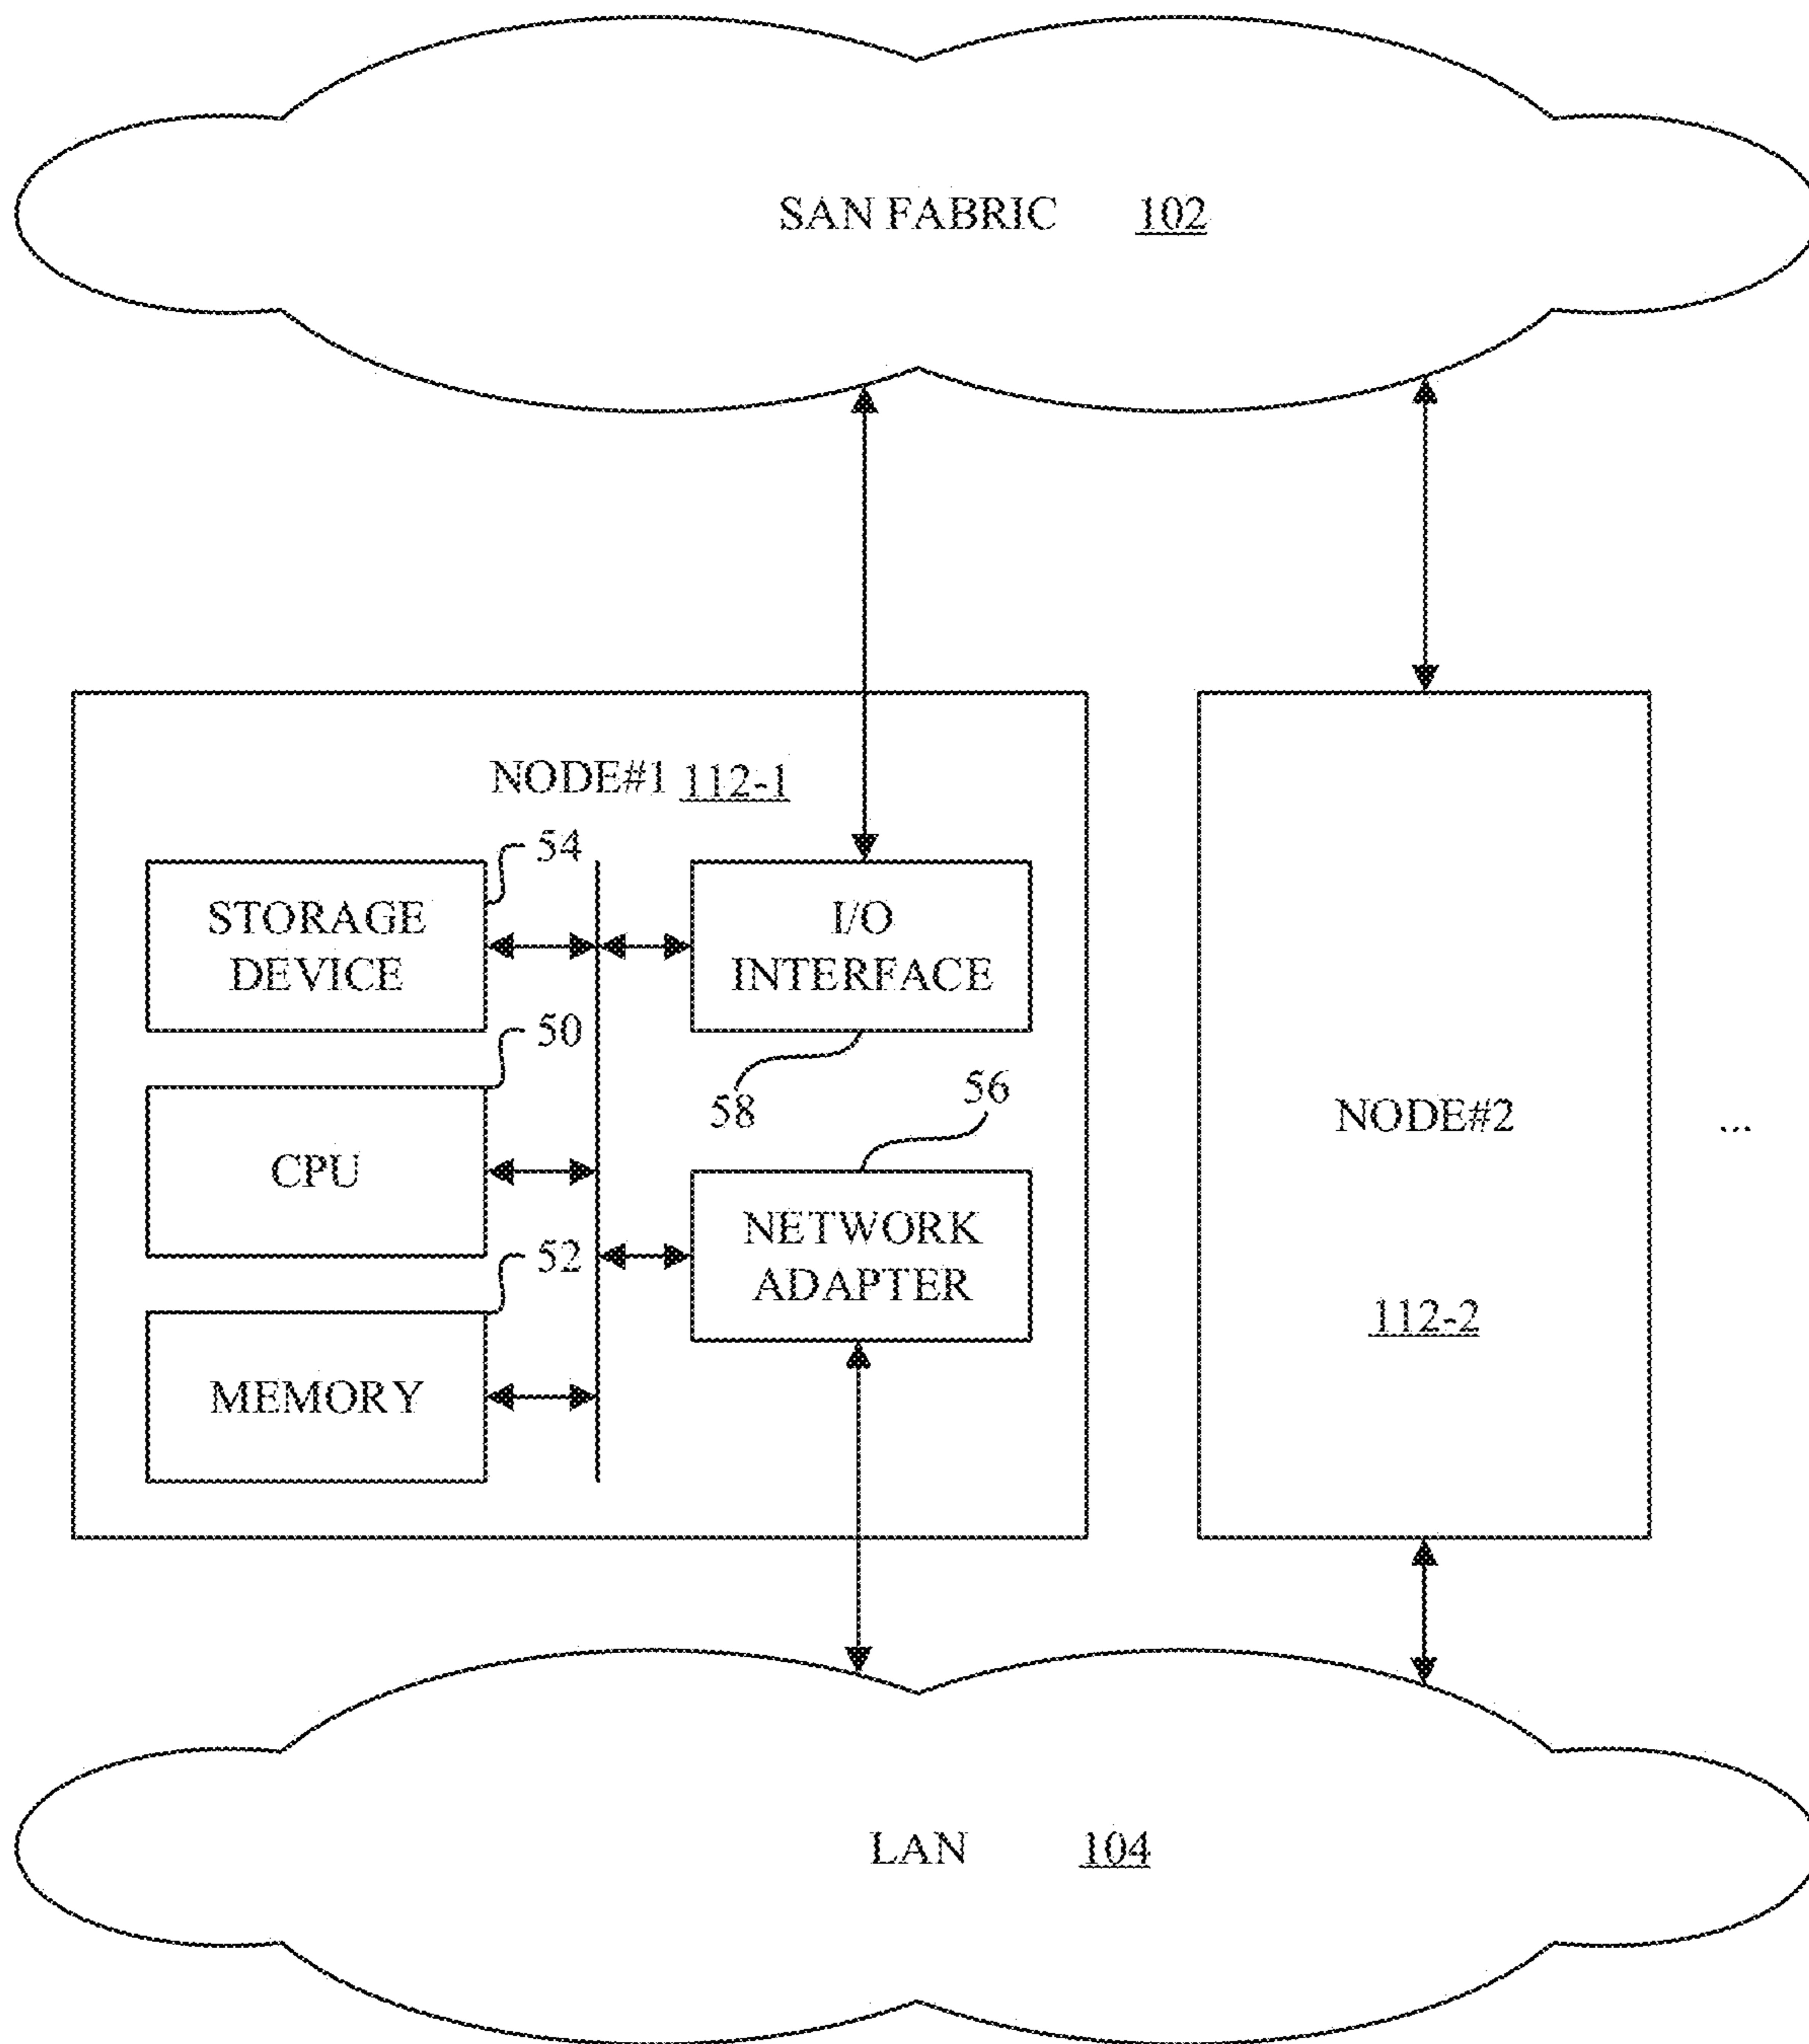 SAN FABRIC 102
NODE#1 112-1
54
STORAGE
DEVICE
I/O
INTERFACE
50
58
56
CPU
NETWORK
ADAPTER
52
MEMORY
NODE#2
...
112-2
LAN 104